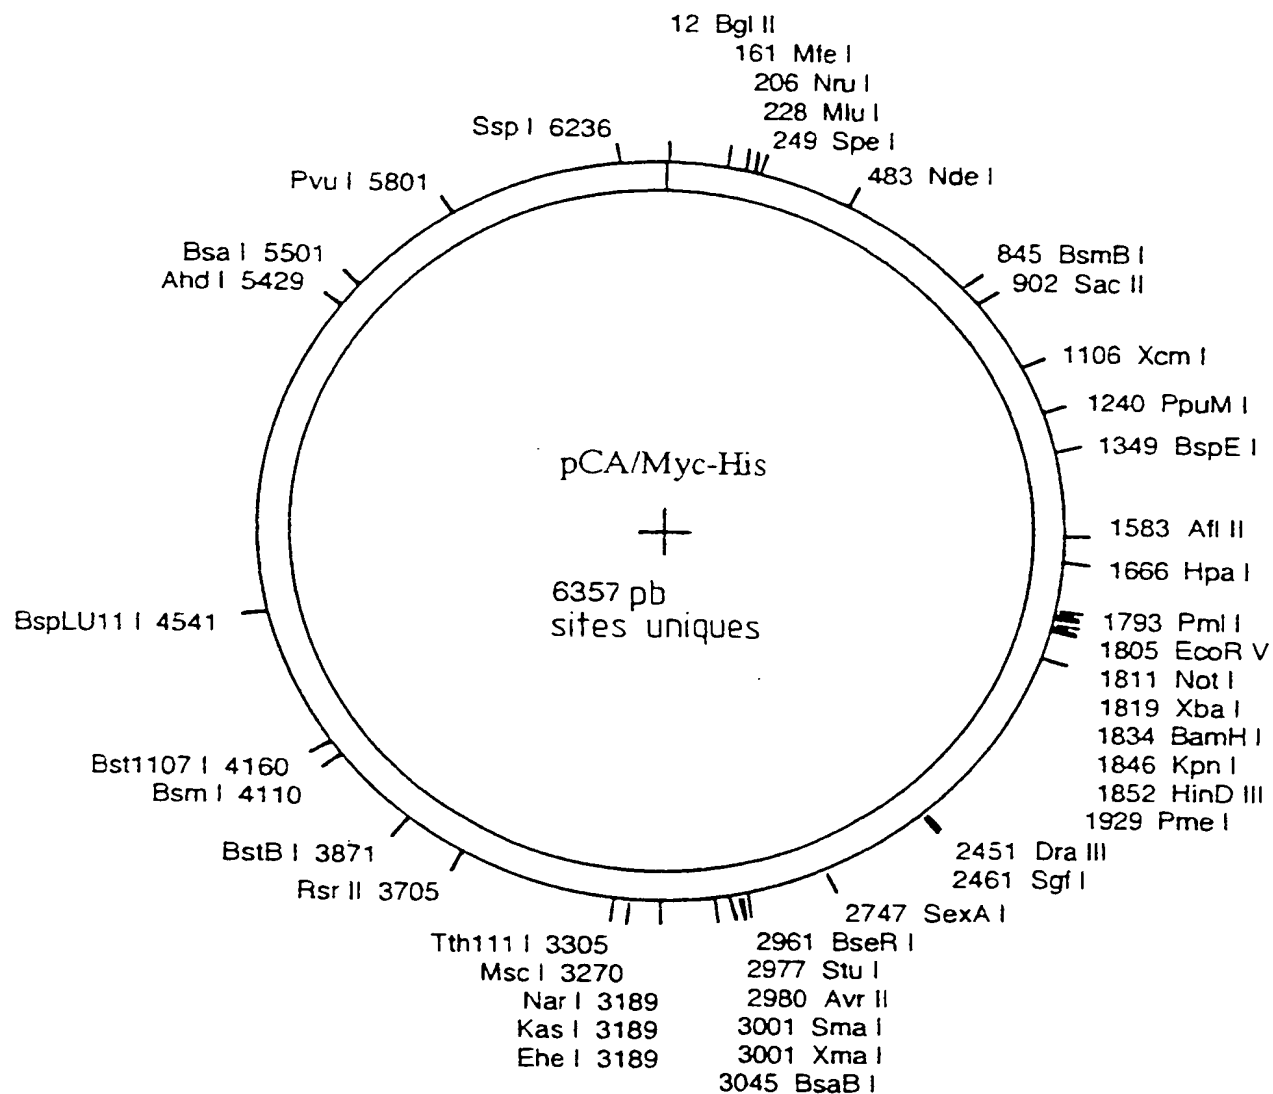 12 Bgl II
161 Mfe I
206 Nru I
228 Mlu I
249 Spe I
483 Nde I
845 BsmB I
902 Sac II
1106 Xcm I
1240 PpuM I
1349 BspE I
1583 Afl II
1666 Hpa I
1793 Pml I
1805 EcoR V
1811 Not I
1819 Xba I
1834 BamH I
1846 Kpn I
1852 HinD III
1929 Pme I
2451 Dra III
2461 Sgf I
2747 SexA I
2961 BseR I
2977 Stu I
2980 Avr II
3001 Sma I
3001 Xma I
3045 BsaB I
Ehe I 3189
Kas I 3189
Nar I 3189
Msc I 3270
Tth111 I 3305
Rsr II 3705
BstB I 3871
Bsm I 4110
Bst1107 I 4160
BspLU11 I 4541
Ahd I 5429
Bsa I 5501
Pvu I 5801
Ssp I 6236
pCA/Myc-His
6357 pb
sites uniques